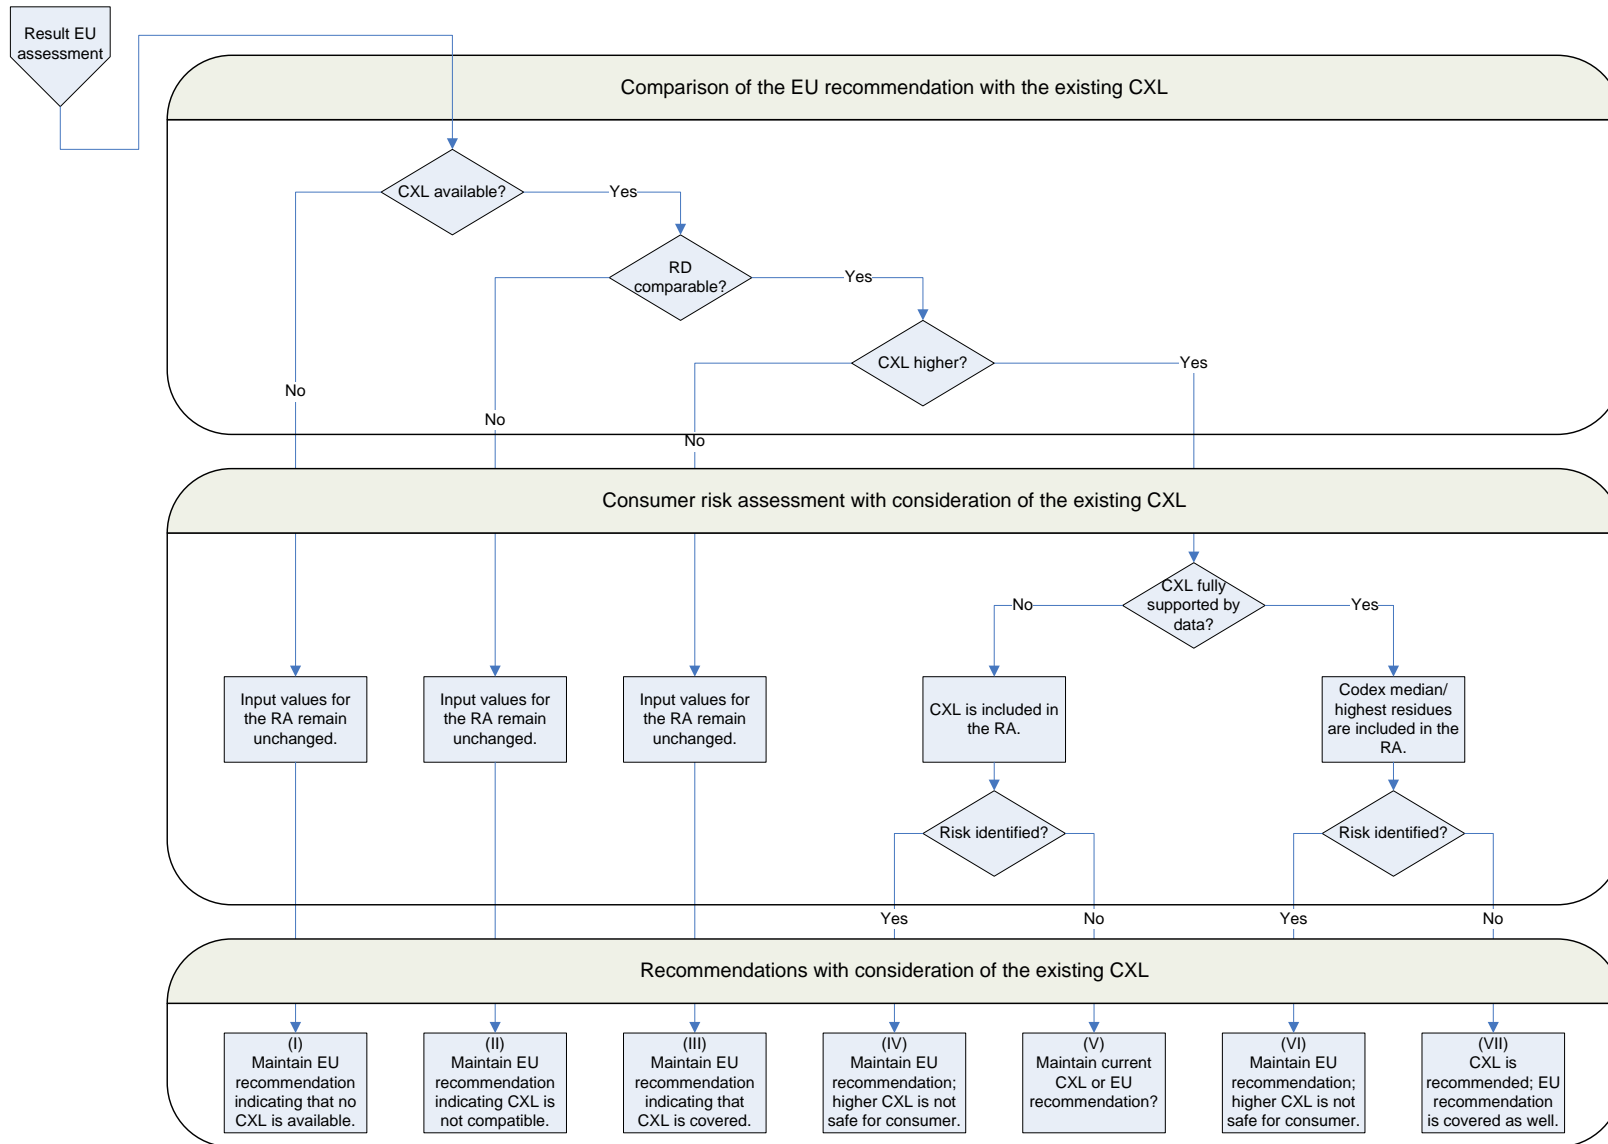 Result EU
assessment
Comparison of the EU recommendation with the existing CXL
CXL available?
Yes
RD
comparable?
Yes
CXL higher?
Yes
No
No
No
Consumer risk assessment with consideration of the existing CXL
CXL fully
supported by
data?
No
Yes
Input values for
the RA remain
unchanged.
Input values for
the RA remain
unchanged.
Input values for
the RA remain
unchanged.
CXL is included in
the RA.
Codex median/
highest residues
are included in the
RA.
Risk identified?
Risk identified?
Yes
No
Yes
No
Recommendations with consideration of the existing CXL
(I)
Maintain EU
recommendation
indicating that no
CXL is available.
(II)
Maintain EU
recommendation
indicating CXL is
not compatible.
(III)
Maintain EU
recommendation
indicating that
CXL is covered.
(IV)
Maintain EU
recommendation;
higher CXL is not
safe for consumer.
(V)
Maintain current
CXL or EU
recommendation?
(VI)
Maintain EU
recommendation;
higher CXL is not
safe for consumer.
(VII)
CXL is
recommended; EU
recommendation
is covered as well.